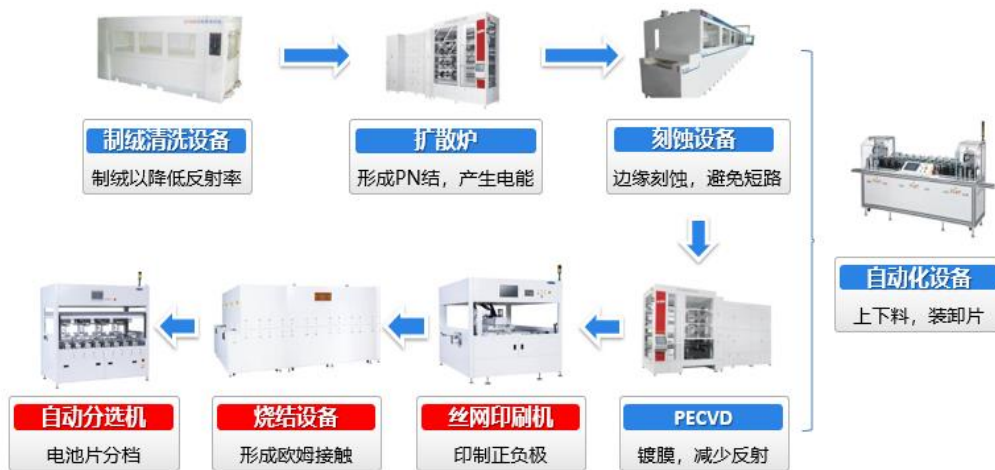 制绒清洗设备
制绒以降低反射率
扩散炉
形成PN结，产生电能
刻蚀设备
边缘刻蚀，避免短路
自动化设备
上下料，装卸片
自动分选机
电池片分档
烧结设备
形成欧姆接触
丝网印刷机
印制正负极
PECVD
镀膜，减少反射